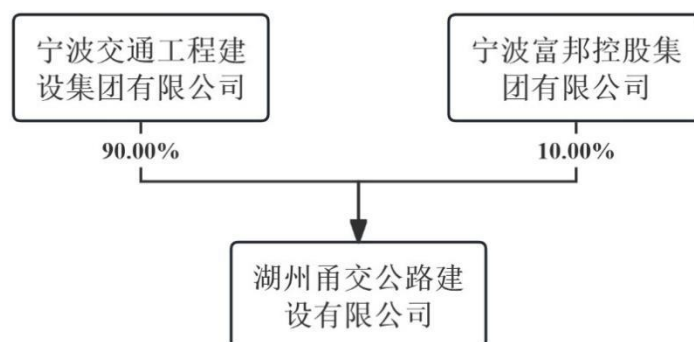 宁波交通工程建
设集团有限公司
宁波富邦控股集
团有限公司
90.00%
10.00%
湖州甬交公路建
设有限公司